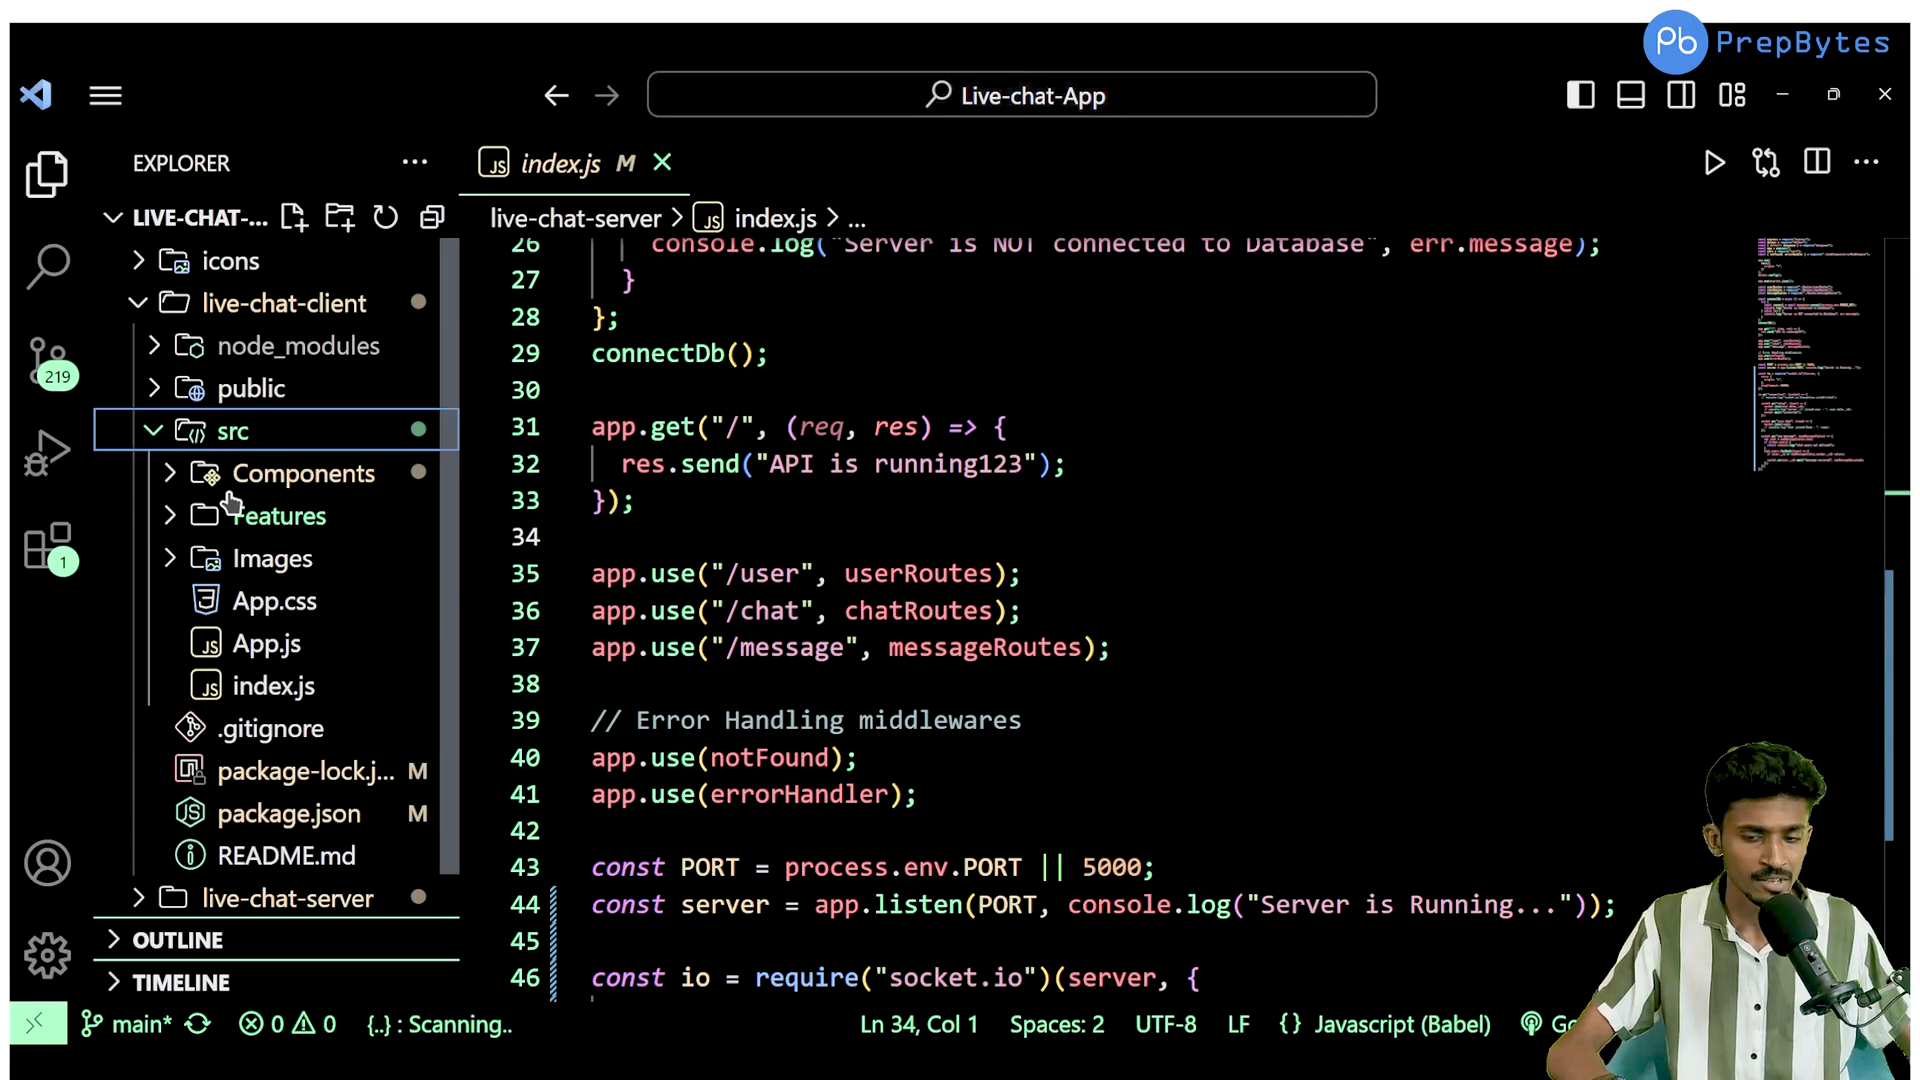 Pb PrepBytes
Live-chat-App
EXPLORER
index.js M
LIVE-CHAT-...
live-chat-server > JS index.js > ...
icons
live-chat-client
node_modules
public
src
Components
Features
Images
App.css
JS App.js
JS index.js
.gitignore
package-lock.j... M
package.json M
README.md
live-chat-server
OUTLINE
TIMELINE
219
1
26 console.log("Server is NOT connected to Database", err.message);
27 }
28 };
29 connectDb();
30
31 app.get("/", (req, res) => {
32 res.send("API is running123");
33 });
34
35 app.use("/user", userRoutes);
36 app.use("/chat", chatRoutes);
37 app.use("/message", messageRoutes);
38
39 // Error Handling middlewares
40 app.use(notFound);
41 app.use(errorHandler);
42
43 const PORT = process.env.PORT || 5000;
44 const server = app.listen(PORT, console.log("Server is Running..."));
45
46 const io = require("socket.io")(server, {
main* 0 0 {..} : Scanning.. Ln 34, Col 1 Spaces: 2 UTF-8 LF {} Javascript (Babel) Go